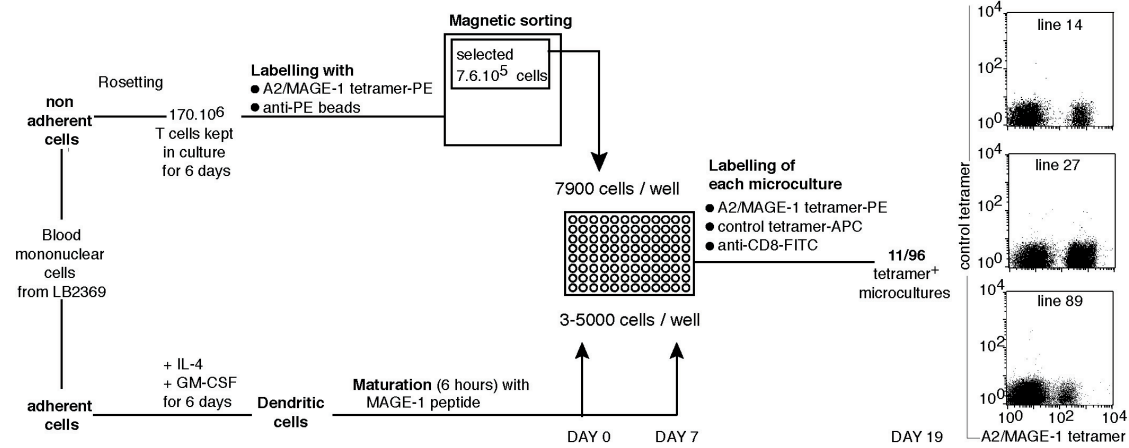 Magnetic sorting
selected
7.6.10⁵ cells
Labelling with
● A2/MAGE-1 tetramer-PE
● anti-PE beads
Rosetting
non
adherent
cells
170.10⁶
T cells kept
in culture
for 6 days
7900 cells / well
Labelling of
each microculture
● A2/MAGE-1 tetramer-PE
● control tetramer-APC
● anti-CD8-FITC
11/96
tetramer⁺
microcultures
Blood
mononuclear
cells
from LB2369
3-5000 cells / well
+ IL-4
+ GM-CSF
for 6 days
adherent
cells
Dendritic
cells
Maturation (6 hours) with
MAGE-1 peptide
DAY 0
DAY 7
DAY 19
control tetramer
10⁴
line 14
10²
10⁰
10⁰ 10² 10⁴
10⁴
line 27
10²
10⁰
10⁴
line 89
10²
10⁰
10⁰ 10² 10⁴
A2/MAGE-1 tetramer